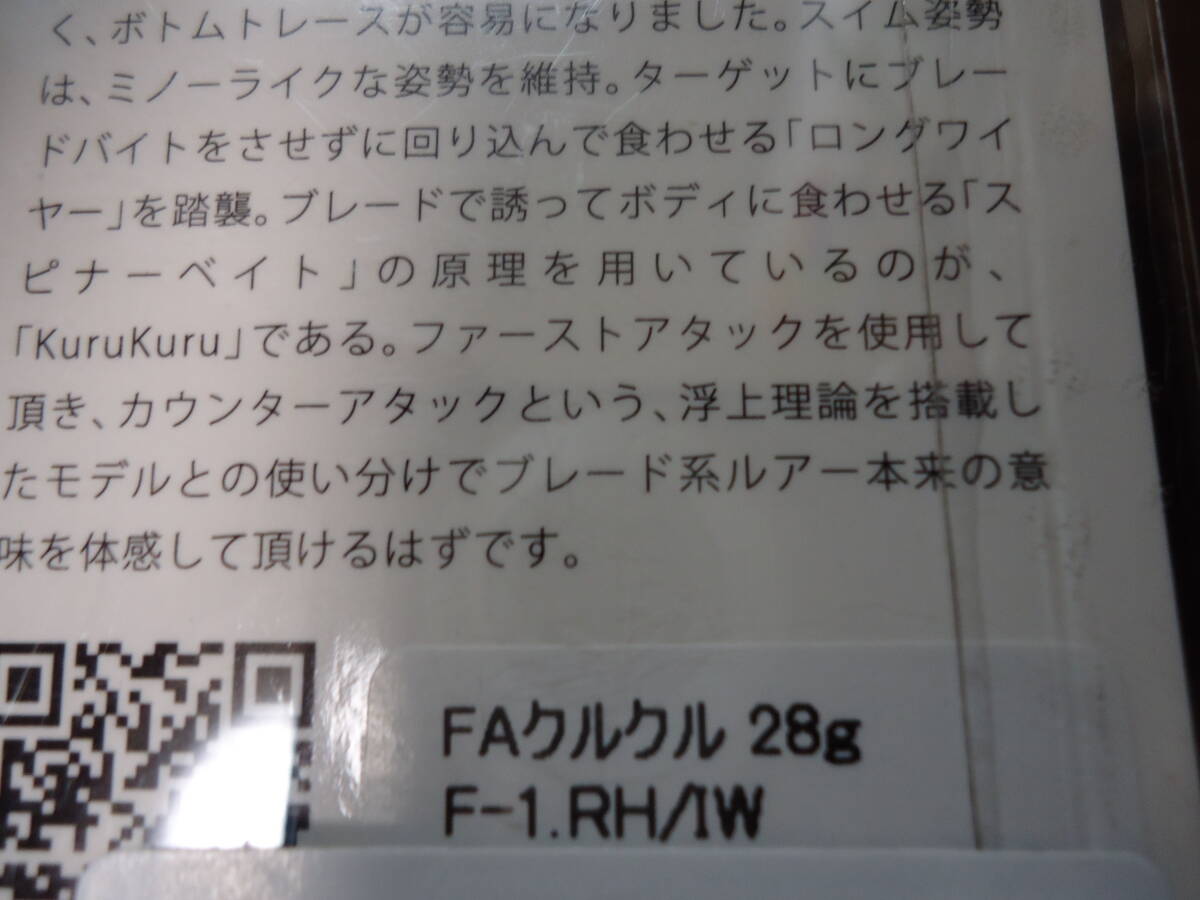 く、ボトムトレースが容易になりました。スイム姿勢
は、ミノーライクな姿勢を維持。ターゲットにブレー
ドバイトをさせずに回り込んで食わせる「ロングワイ
ヤー」を踏襲。ブレードで誘ってボディに食わせる「ス
ピナーベイト」の原理を用いているのが、
「KuruKuru」である。ファーストアタックを使用して
頂き、カウンターアタックという、浮上理論を搭載し
たモデルとの使い分けでブレード系ルアー本来の意
味を体感して頂けるはずです。
FAクルクル 28g
F-1.RH/IW